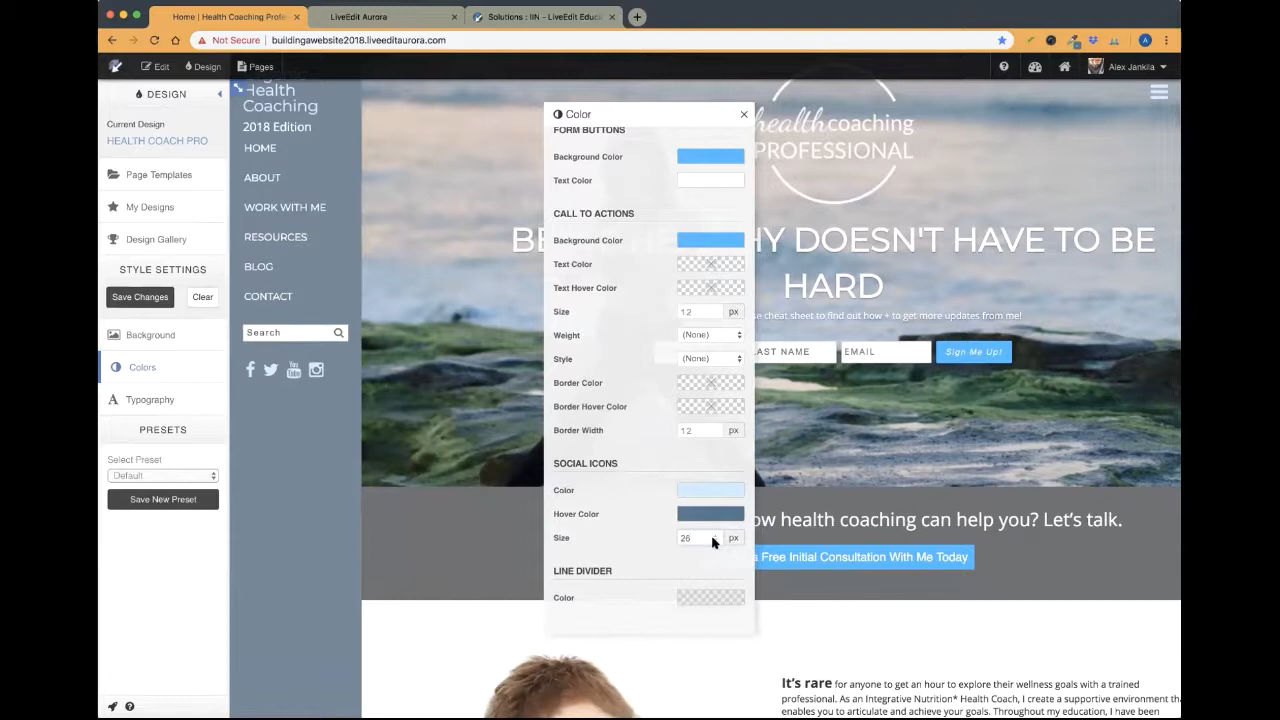 Home | Health Coaching Profe
LiveEdit Aurora
Solutions : IIN - LiveEdit Educ
Not Secure
buildingawebsite2018.liveeditaurora.com
A
Edit
Design
Pages
Alex Jankila
DESIGN
Current Design
HEALTH COACH PRO
Page Templates
My Designs
Design Gallery
STYLE SETTINGS
Save Changes
Clear
Background
Colors
Typography
PRESETS
Select Preset
Default
Save New Preset
Health
Coaching
2018 Edition
HOME
ABOUT
WORK WITH ME
RESOURCES
BLOG
CONTACT
Search
Color
FORM BUTTONS
Background Color
Text Color
CALL TO ACTIONS
Background Color
Text Color
Text Hover Color
Size 12 px
Weight (None)
Style (None)
Border Color
Border Hover Color
Border Width 12 px
SOCIAL ICONS
Color
Hover Color
Size 26 px
LINE DIVIDER
Color
healthcoaching
PROFESSIONAL
BE HY DOESN'T HAVE TO BE
HARD
e cheat sheet to find out how + to get more updates from me!
LAST NAME
EMAIL
Sign Me Up!
ow health coaching can help you? Let's talk.
a Free Initial Consultation With Me Today
It's rare for anyone to get an hour to explore their wellness goals with a trained
professional. As an Integrative Nutrition* Health Coach, I create a supportive environment tha
enables you to articulate and achieve your goals. Throughout my education, I have been